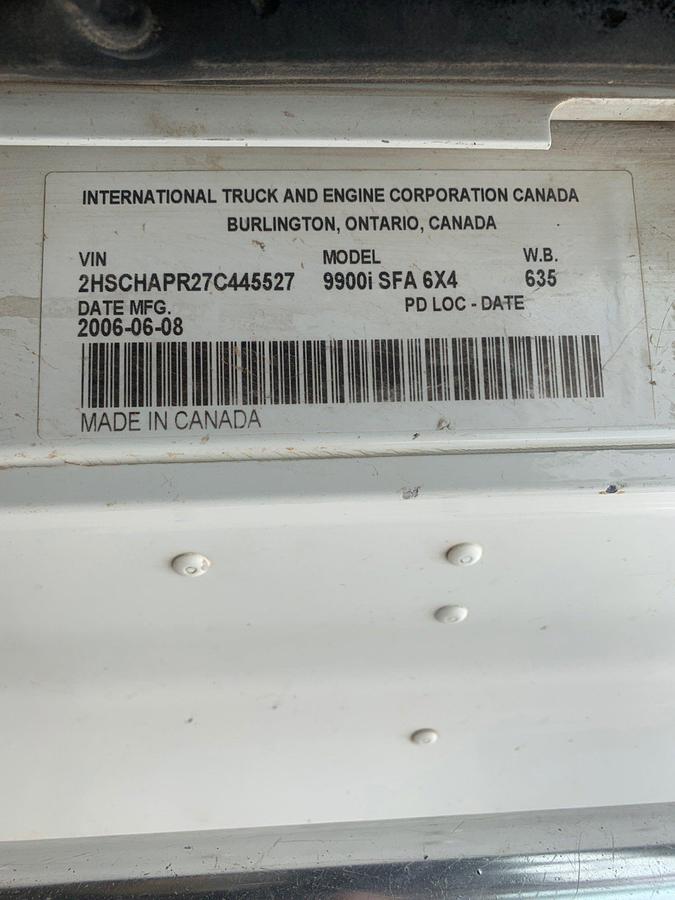 INTERNATIONAL TRUCK AND ENGINE CORPORATION CANADA
BURLINGTON, ONTARIO, CANADA
VIN MODEL W.B.
2HSCHAPR27C445527 9900i SFA 6X4 635
DATE MFG. PD LOC - DATE
2006-06-08
MADE IN CANADA